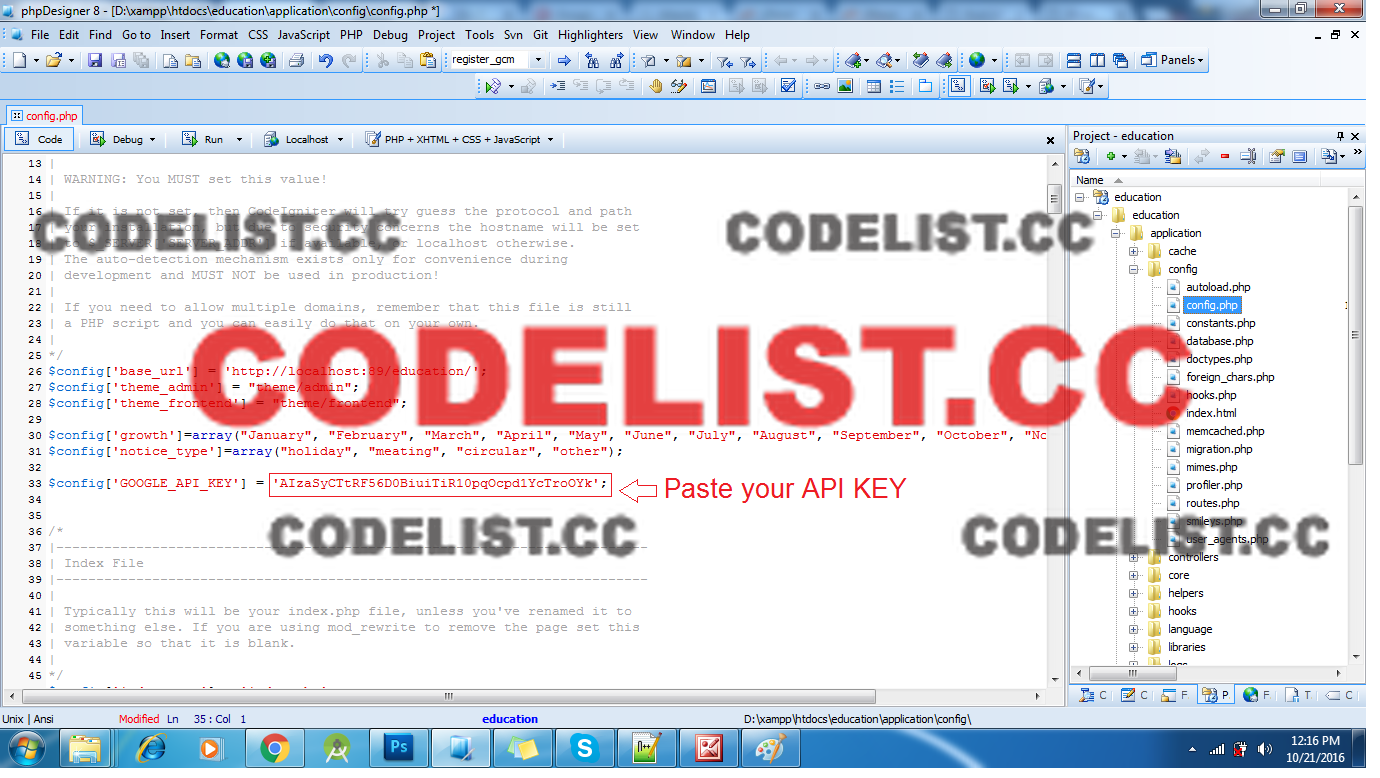 phpDesigner 8 - [D:\xampp\htdocs\education\application\config\config.php *]
File Edit Find Go to Insert Format CSS JavaScript PHP Debug Project Tools Svn Git Highlighters View Window Help
register_gcm
Panels
config.php
Code Debug Run Localhost PHP + XHTML + CSS + JavaScript
13 |
14 | WARNING: You MUST set this value!
15 |
16 | If it is not set, then CodeIgniter will try guess the protocol and path
17 | your installation, but due to security concerns the hostname will be set
18 | to $_SERVER['SERVER_ADDR'] if available, or localhost otherwise.
19 | The auto-detection mechanism exists only for convenience during
20 | development and MUST NOT be used in production!
21 |
22 | If you need to allow multiple domains, remember that this file is still
23 | a PHP script and you can easily do that on your own.
24 |
25 */
26 $config['base_url'] = 'http://localhost:89/education/';
27 $config['theme_admin'] = "theme/admin";
28 $config['theme_frontend'] = "theme/frontend";
29
30 $config['growth']=array("January", "February", "March", "April", "May", "June", "July", "August", "September", "October", "No
31 $config['notice_type']=array("holiday", "meating", "circular", "other");
32
33 $config['GOOGLE_API_KEY'] = 'AIzaSyCTtRF56D0BiuiTiR10pqOcpd1YcTroOYk';
Paste your API KEY
34
35
36 /*
37 |--------------------------------------------------------------------------
38 | Index File
39 |--------------------------------------------------------------------------
40 |
41 | Typically this will be your index.php file, unless you've renamed it to
42 | something else. If you are using mod_rewrite to remove the page set this
43 | variable so that it is blank.
44 |
45 */
CODELIST.CC
CODELIST.CC
CODELIST.CC
CODELIST.CC
CODELIST.CC
Project - education
Name
education
education
application
cache
config
autoload.php
config.php
constants.php
database.php
doctypes.php
foreign_chars.php
hooks.php
index.html
memcached.php
migration.php
mimes.php
profiler.php
routes.php
smileys.php
user_agents.php
controllers
core
helpers
hooks
language
libraries
logs
C C F P F T C
Unix | Ansi Modified Ln 35 : Col 1 education D:\xampp\htdocs\education\application\config\
Ps
S
n++
12:16 PM
10/21/2016